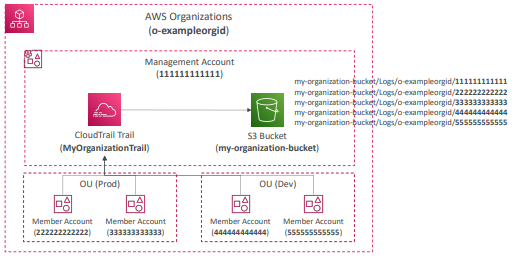 AWS Organizations
(o-exampleorgid)
Management Account
(111111111111)
my-organization-bucket/Logs/o-exampleorgid/111111111111
my-organization-bucket/Logs/o-exampleorgid/222222222222
my-organization-bucket/Logs/o-exampleorgid/333333333333
my-organization-bucket/Logs/o-exampleorgid/444444444444
my-organization-bucket/Logs/o-exampleorgid/555555555555
CloudTrail Trail
(MyOrganizationTrail)
S3 Bucket
(my-organization-bucket)
OU (Prod)
OU (Dev)
Member Account
(222222222222)
Member Account
(333333333333)
Member Account
(444444444444)
Member Account
(555555555555)